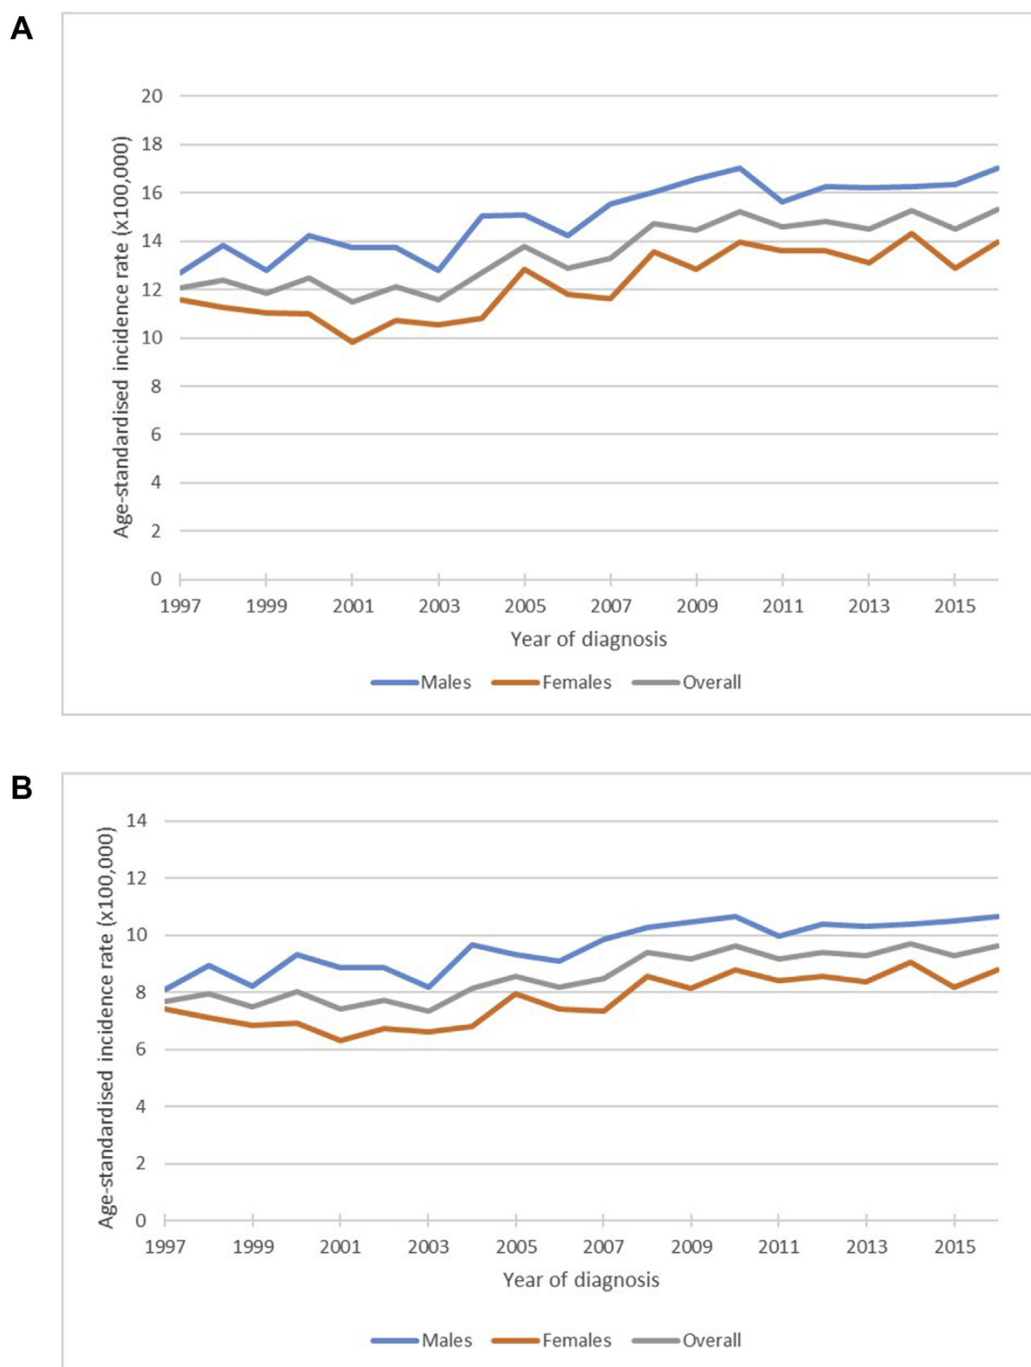 A
Age-standardised incidence rate (x100,000)
20
18
16
14
12
10
8
6
4
2
0
1997 1999 2001 2003 2005 2007 2009 2011 2013 2015
Year of diagnosis
Males Females Overall
B
Age-standardised incidence rate (x100,000)
14
12
10
8
6
4
2
0
1997 1999 2001 2003 2005 2007 2009 2011 2013 2015
Year of diagnosis
Males Females Overall